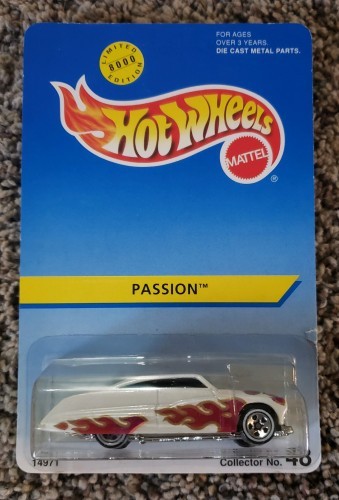 LIMITED
8000
EDITION
FOR AGES
OVER 3 YEARS.
DIE CAST METAL PARTS.
HOT WHEELS
MATTEL
®
PASSION™
14971
Collector No. 48